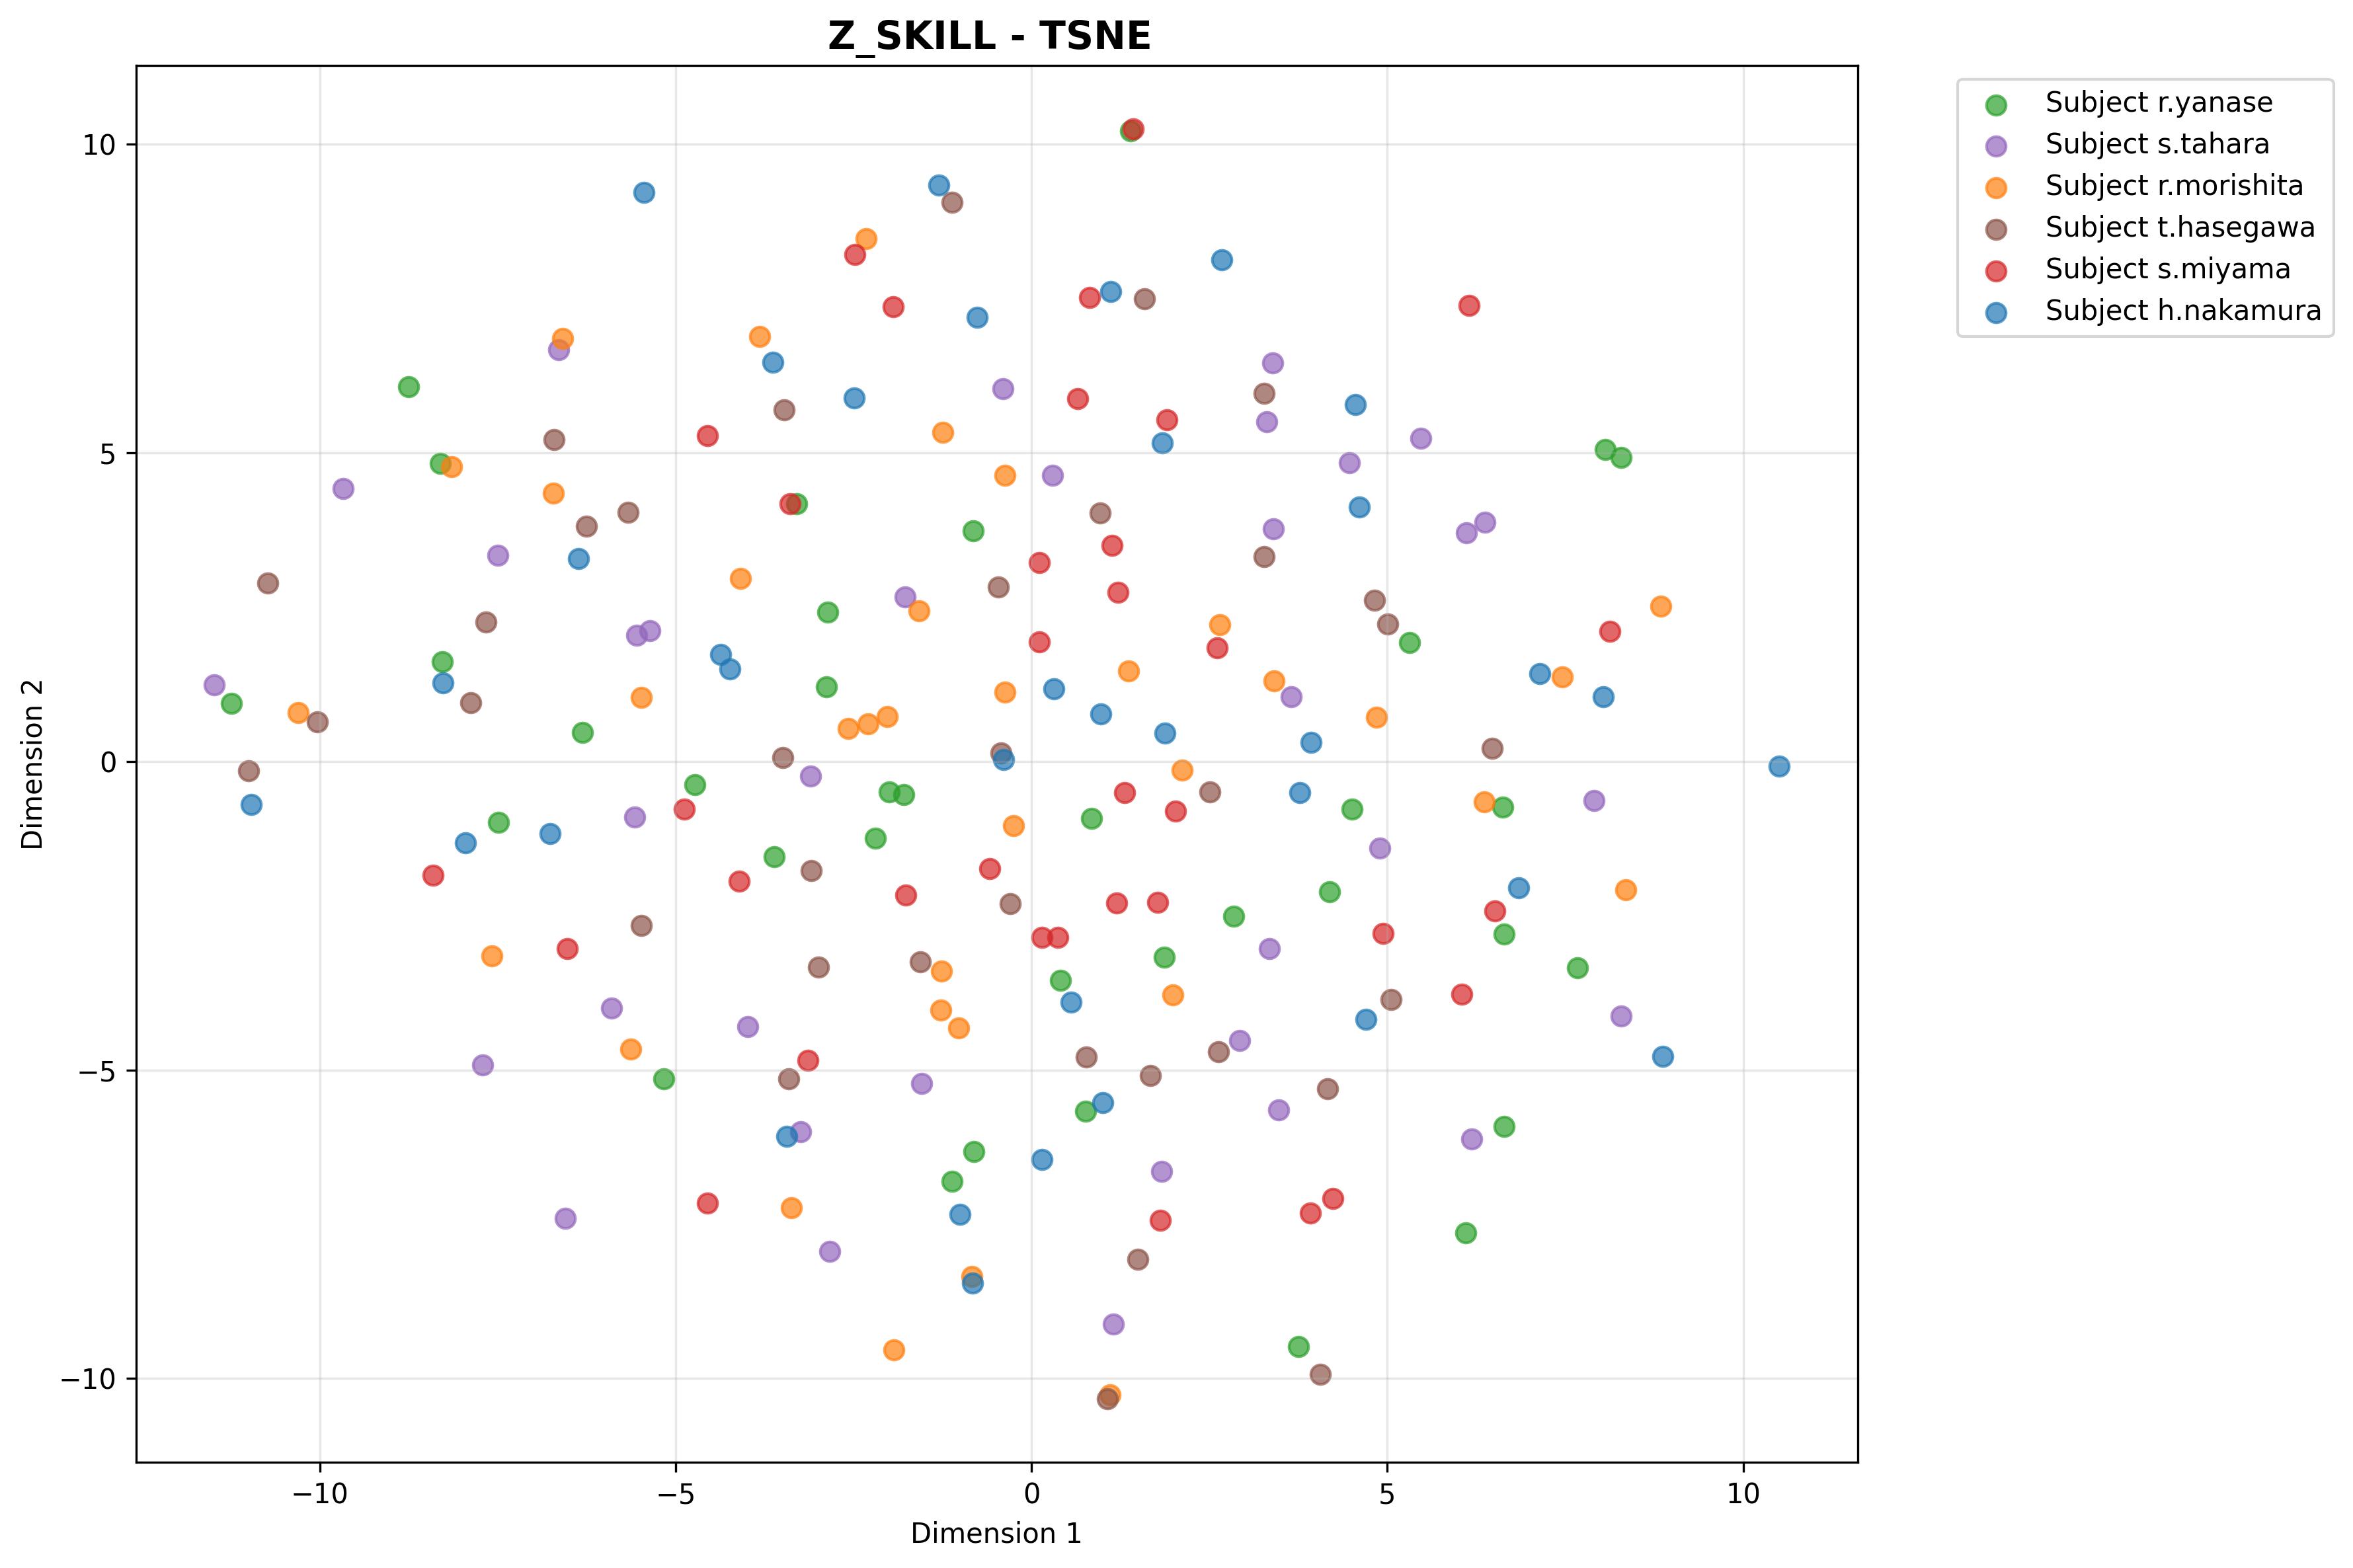 Z_SKILL - TSNE
Subject r.yanase
Subject s.tahara
Subject r.morishita
Subject t.hasegawa
Subject s.miyama
Subject h.nakamura
Dimension 2
10
5
0
−5
−10
−10
−5
0
5
10
Dimension 1